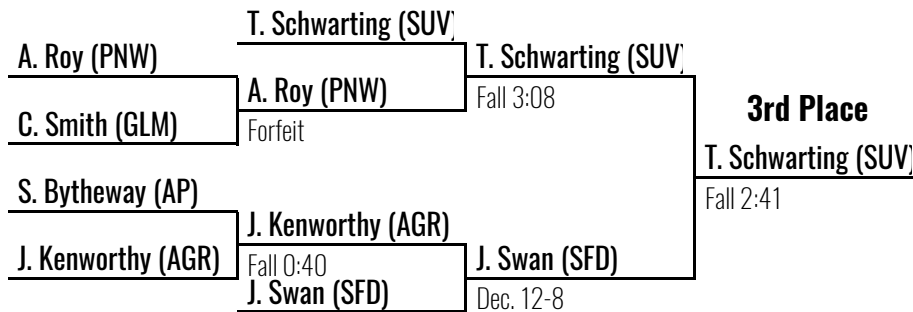 T. Schwarting (SUV)
A. Roy (PNW)
T. Schwarting (SUV)
A. Roy (PNW)
Fall 3:08
3rd Place
C. Smith (GLM)
Forfeit
T. Schwarting (SUV)
S. Bytheway (AP)
Fall 2:41
J. Kenworthy (AGR)
J. Kenworthy (AGR)
Fall 0:40
J. Swan (SFD)
J. Swan (SFD)
Dec. 12-8